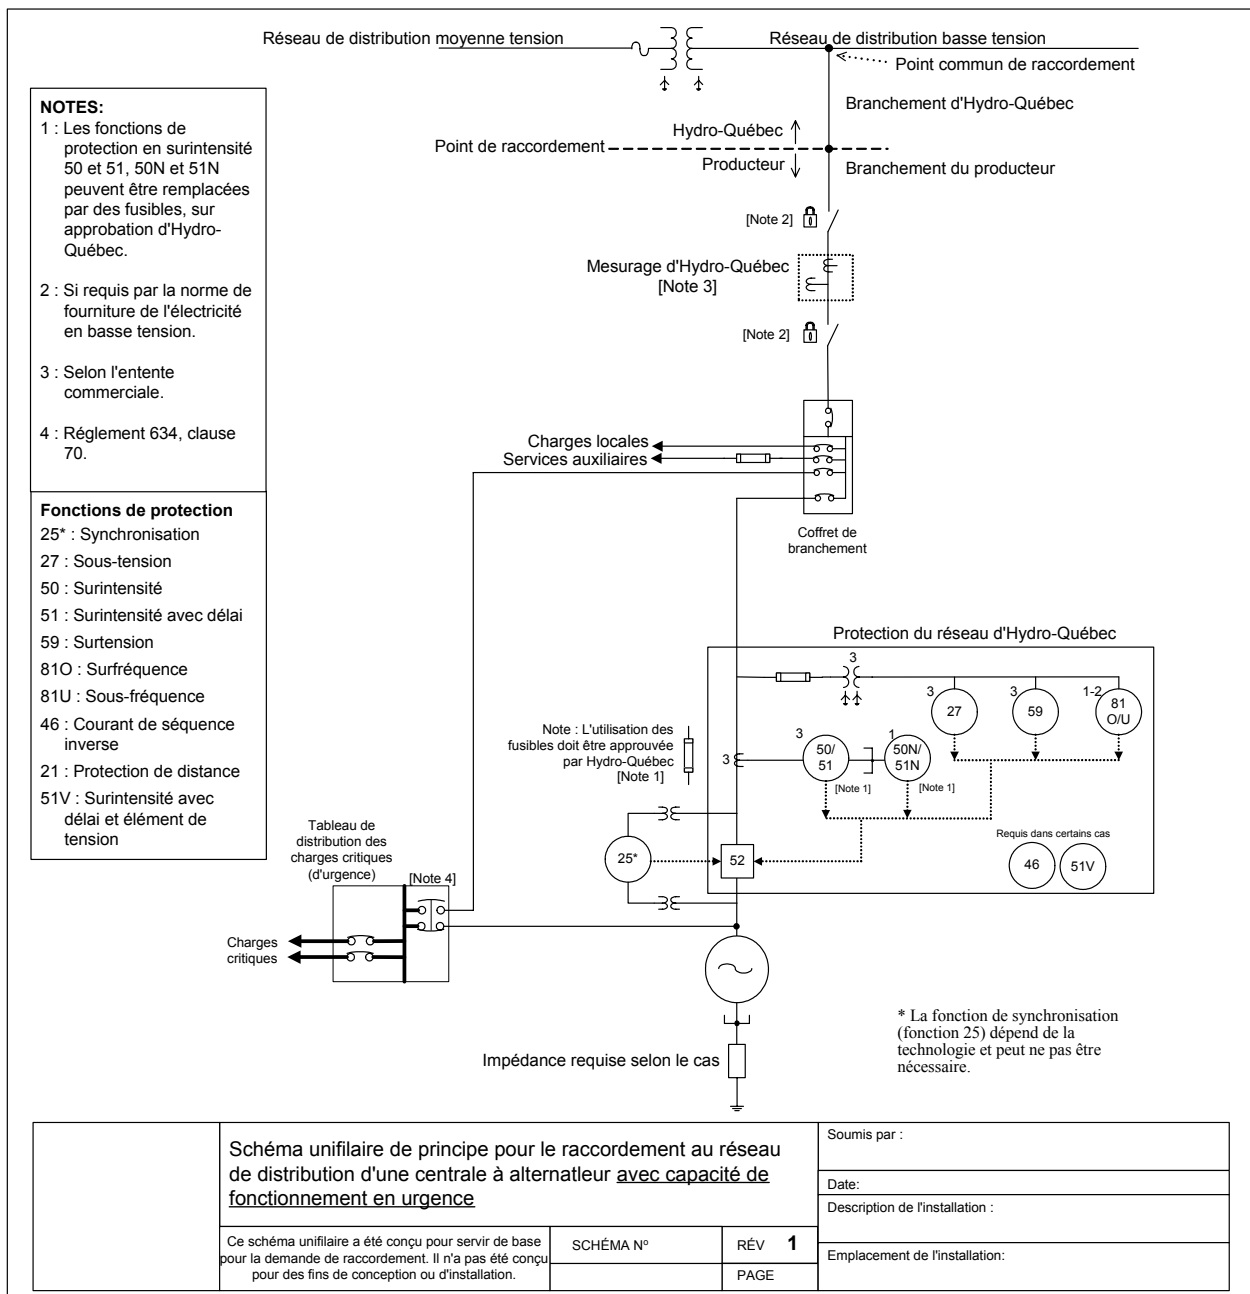 Réseau de distribution moyenne tension
Réseau de distribution basse tension
Point commun de raccordement
Branchement d'Hydro-Québec
Hydro-Québec
Point de raccordement
Producteur
Branchement du producteur
[Note 2]
Mesurage d'Hydro-Québec
[Note 3]
[Note 2]
NOTES:
1 : Les fonctions de
protection en surintensité
50 et 51, 50N et 51N
peuvent être remplacées
par des fusibles, sur
approbation d'Hydro-
Québec.
2 : Si requis par la norme de
fourniture de l'électricité
en basse tension.
3 : Selon l'entente
commerciale.
4 : Réglement 634, clause
70.
Fonctions de protection
25* : Synchronisation
27 : Sous-tension
50 : Surintensité
51 : Surintensité avec délai
59 : Surtension
81O : Surfréquence
81U : Sous-fréquence
46 : Courant de séquence
inverse
21 : Protection de distance
51V : Surintensité avec
délai et élément de
tension
Charges locales
Services auxiliaires
Coffret de
branchement
Protection du réseau d'Hydro-Québec
3
3
27
3
59
1-2
81
O/U
Note : L'utilisation des
fusibles doit être approuvée
par Hydro-Québec
[Note 1]
3
3
50/
51
[Note 1]
1
50N/
51N
[Note 1]
25*
52
Requis dans certains cas
46
51V
Tableau de
distribution des
charges critiques
(d'urgence)
[Note 4]
Charges
critiques
Impédance requise selon le cas
* La fonction de synchronisation
(fonction 25) dépend de la
technologie et peut ne pas être
nécessaire.
Schéma unifilaire de principe pour le raccordement au réseau
de distribution d'une centrale à alternatleur avec capacité de
fonctionnement en urgence
Ce schéma unifilaire a été conçu pour servir de base
pour la demande de raccordement. Il n'a pas été conçu
pour des fins de conception ou d'installation.
SCHÉMA Nº
RÉV 1
PAGE
Soumis par :
Date:
Description de l'installation :
Emplacement de l'installation: